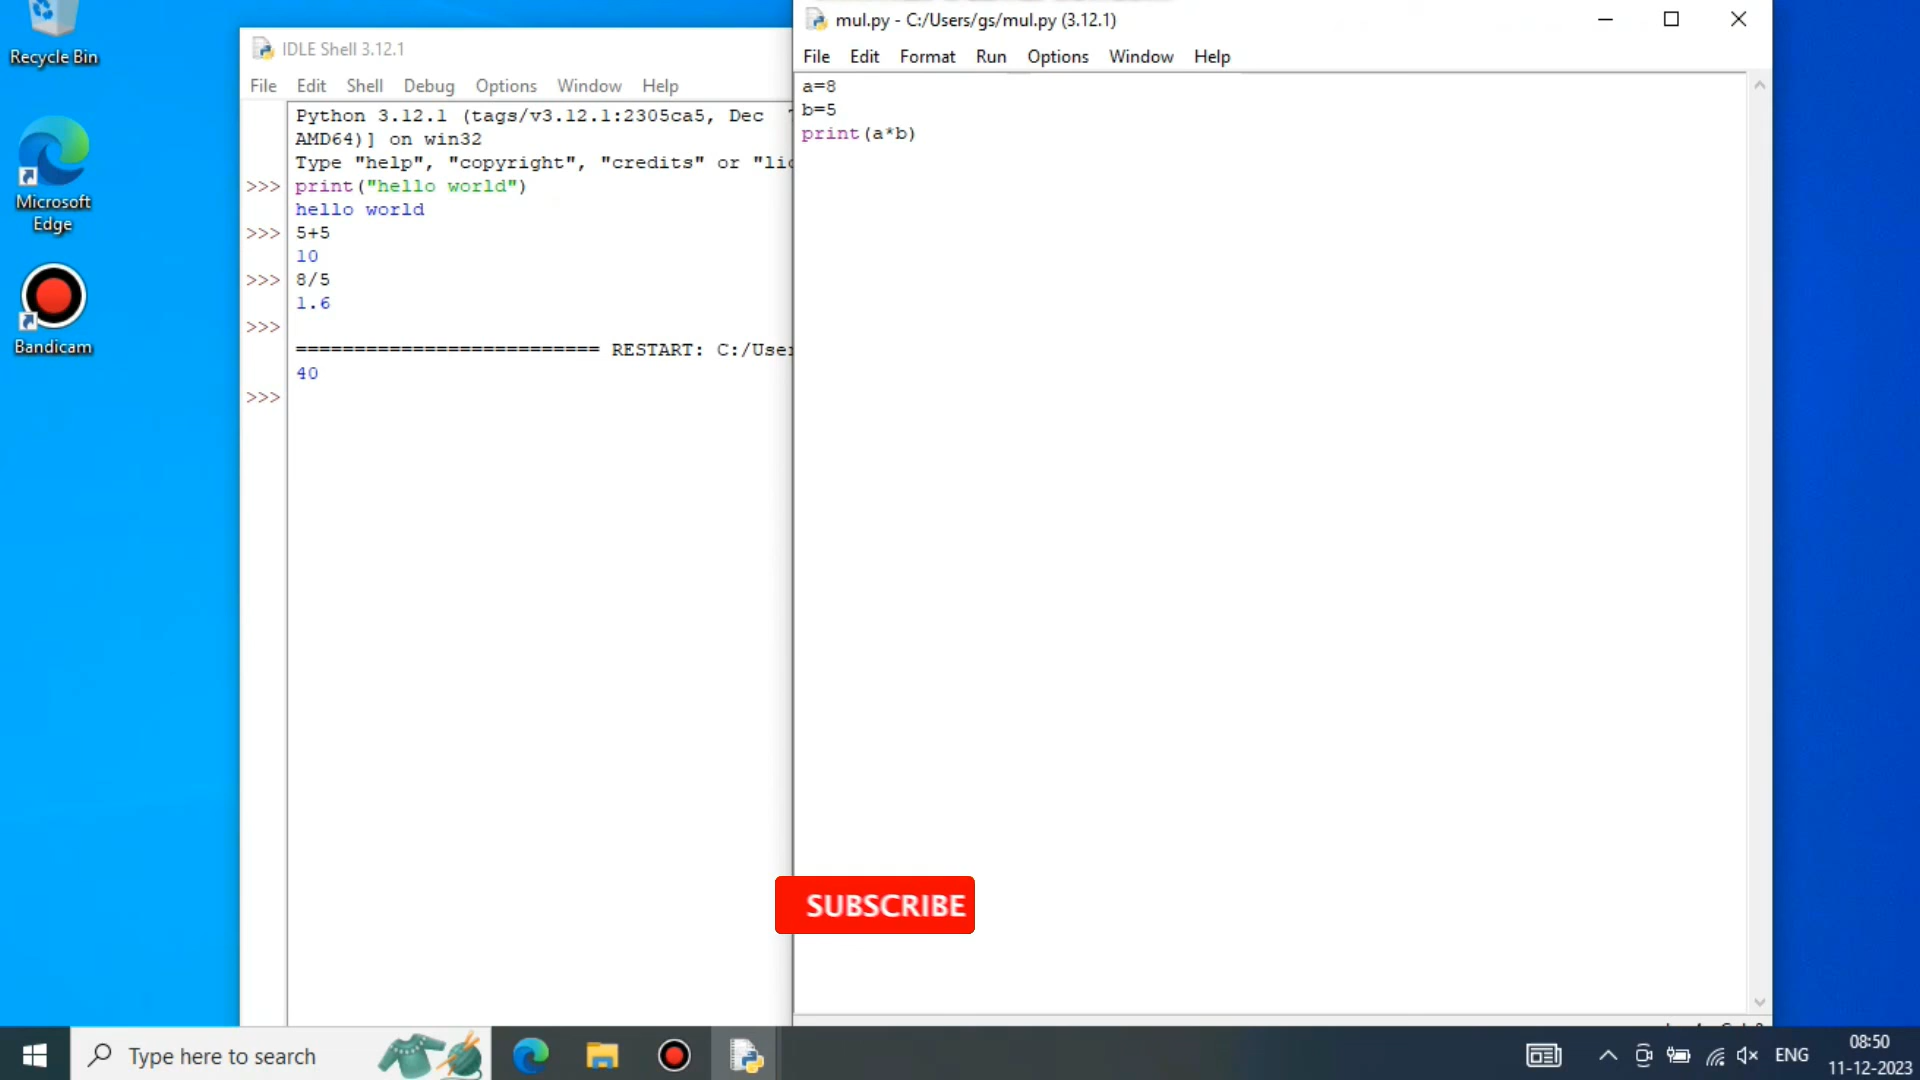 Recycle Bin
Microsoft
Edge
Bandicam
IDLE Shell 3.12.1
File Edit Shell Debug Options Window Help
Python 3.12.1 (tags/v3.12.1:2305ca5, Dec
AMD64)] on win32
Type "help", "copyright", "credits" or "lic
>>> print("hello world")
hello world
>>> 5+5
10
>>> 8/5
1.6
>>>
========================== RESTART: C:/User
40
>>>
mul.py - C:/Users/gs/mul.py (3.12.1)
File Edit Format Run Options Window Help
a=8
b=5
print(a*b)
SUBSCRIBE
Type here to search
ENG
08:50
11-12-2023